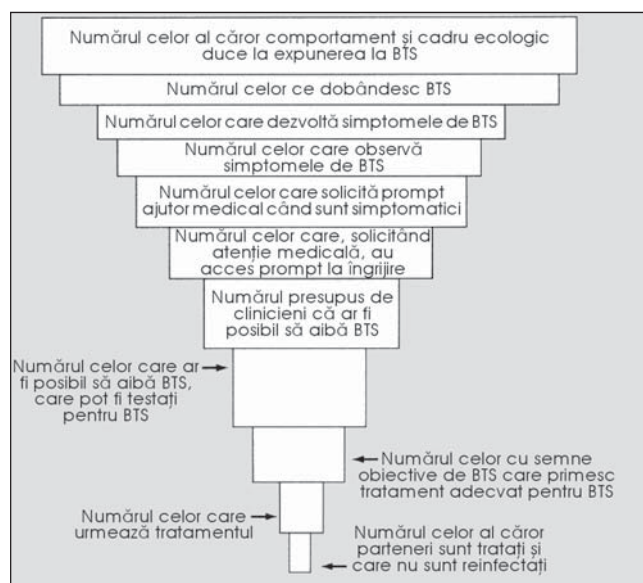 Numărul celor al căror comportament și cadru ecologic
duce la expunerea la BTS
Numărul celor ce dobândesc BTS
Numărul celor care dezvoltă simptomele de BTS
Numărul celor care observă
simptomele de BTS
Numărul celor care solicită prompt
ajutor medical când sunt simptomatici
Numărul celor care, solicitând
atenție medicală, au
acces prompt la îngrijire
Numărul presupus de
clinicieni că ar fi
posibil să aibă BTS
Numărul celor care ar
fi posibil să aibă BTS,
care pot fi testați
pentru BTS
Numărul celor cu semne
obiective de BTS care primesc
tratament adecvat pentru BTS
Numărul celor care
urmează tratamentul
Numărul celor al căror
parteneri sunt tratați și
care nu sunt reinfectați